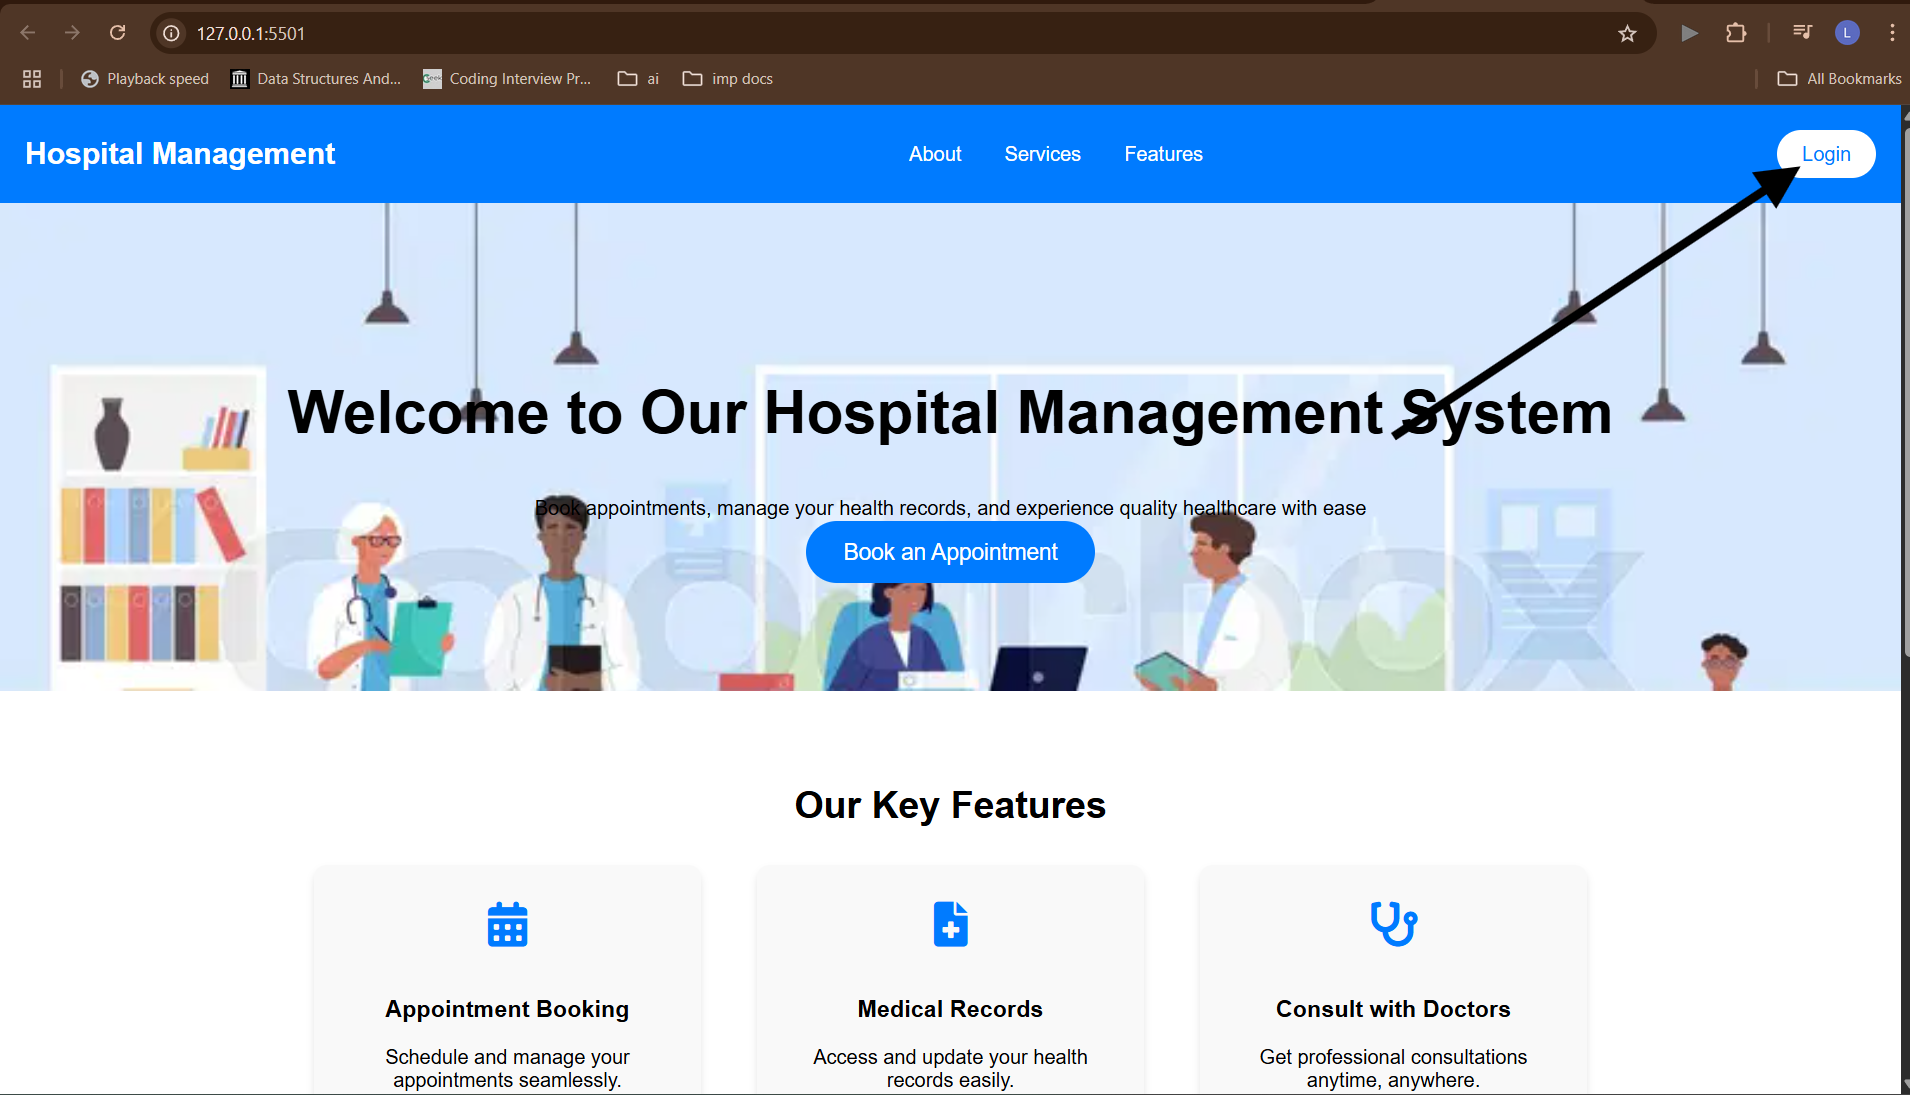 127.0.0.1:5501
L
Playback speed
Data Structures And...
Geek
Coding Interview Pr...
ai
imp docs
All Bookmarks
Hospital Management
About
Services
Features
Login
Welcome to Our Hospital Management System
Book appointments, manage your health records, and experience quality healthcare with ease
Book an Appointment
Our Key Features
Appointment Booking
Schedule and manage your
appointments seamlessly.
Medical Records
Access and update your health
records easily.
Consult with Doctors
Get professional consultations
anytime, anywhere.